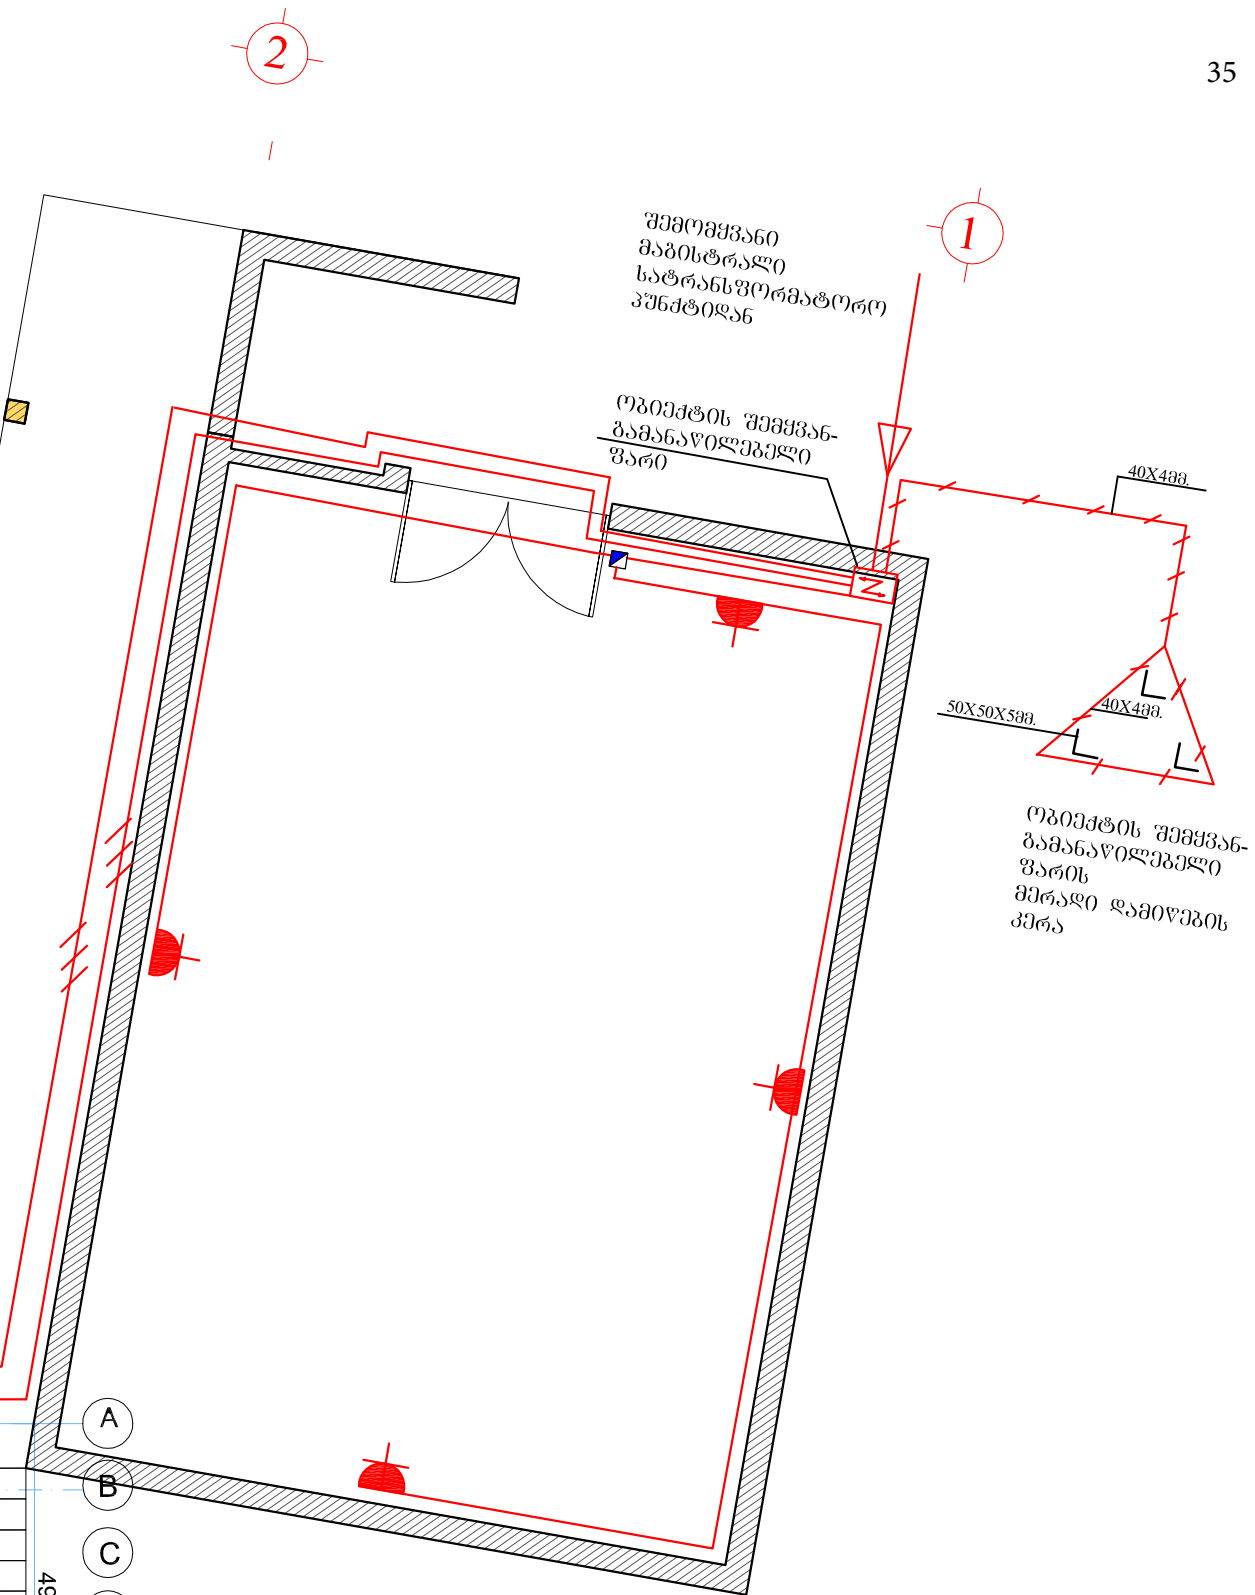 2
35
1
შემომყვანი
მაგისტრალი
სატრანსფორმატორო
პუნქტიდან
ობიექტის შემყვან-
გამანაწილებელი
ფარი
40X4მმ.
50X50X5მმ.
40X4მმ.
ობიექტის შემყვან-
გამანაწილებელი
ფარის
მერადი დამიწების
კერა
A
B
C
49